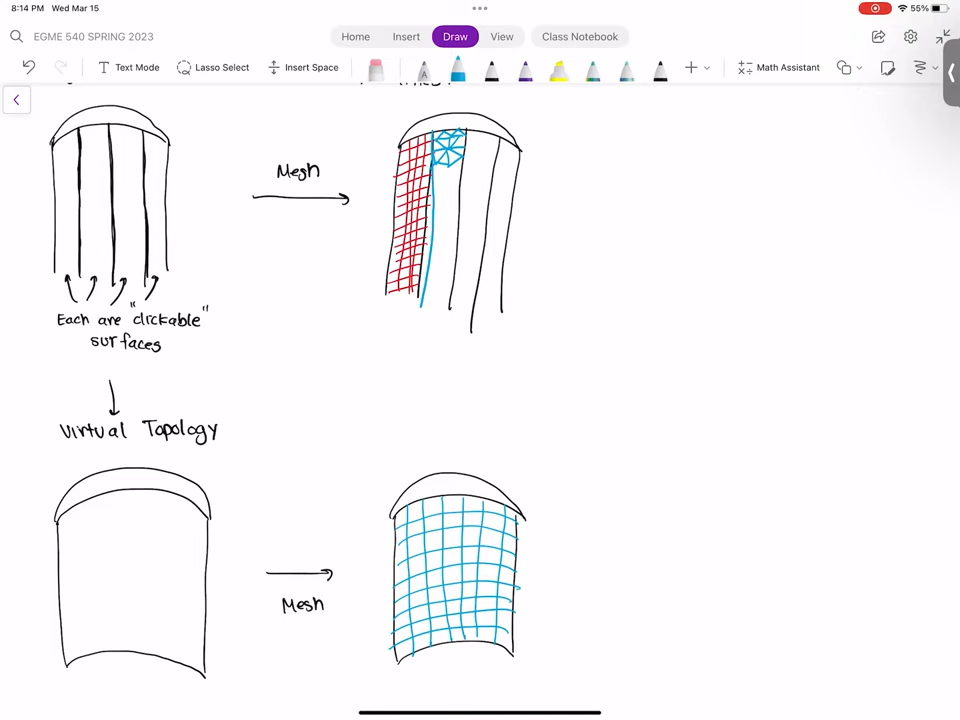 8:14 PM Wed Mar 15
55%
EGME 540 SPRING 2023
Home Insert Draw View Class Notebook
Text Mode Lasso Select Insert Space Math Assistant
Mesh
Each are "clickable"
surfaces
Virtual Topology
Mesh